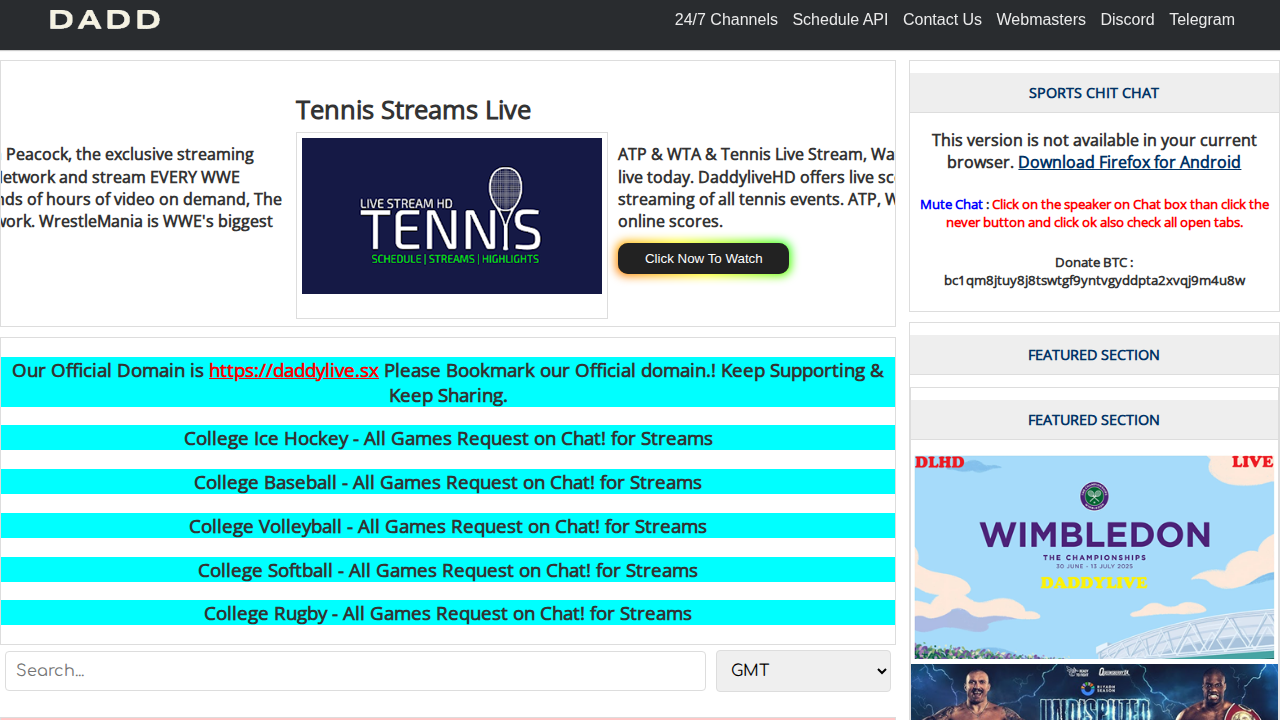 DADD
24/7 Channels Schedule API Contact Us Webmasters Discord Telegram
Tennis Streams Live
Peacock, the exclusive streaming
etwork and stream EVERY WWE
nds of hours of video on demand, The
work. WrestleMania is WWE's biggest
LIVE STREAM HD
TENNIS
SCHEDULE | STREAMS | HIGHLIGHTS
ATP & WTA & Tennis Live Stream, Wa
live today. DaddyliveHD offers live sc
streaming of all tennis events. ATP, W
online scores.
Click Now To Watch
Our Official Domain is https://daddylive.sx Please Bookmark our Official domain.! Keep Supporting &
Keep Sharing.
College Ice Hockey - All Games Request on Chat! for Streams
College Baseball - All Games Request on Chat! for Streams
College Volleyball - All Games Request on Chat! for Streams
College Softball - All Games Request on Chat! for Streams
College Rugby - All Games Request on Chat! for Streams
Search...
GMT
SPORTS CHIT CHAT
This version is not available in your current
browser. Download Firefox for Android
Mute Chat : Click on the speaker on Chat box than click the
never button and click ok also check all open tabs.
Donate BTC :
bc1qm8jtuy8j8tswtgf9yntvgyddpta2xvqj9m4u8w
FEATURED SECTION
FEATURED SECTION
DLHD LIVE
WIMBLEDON
THE CHAMPIONSHIPS
30 JUNE - 13 JULY 2025
DADDYLIVE
RIYADH
SEASON
UNDISPUTED